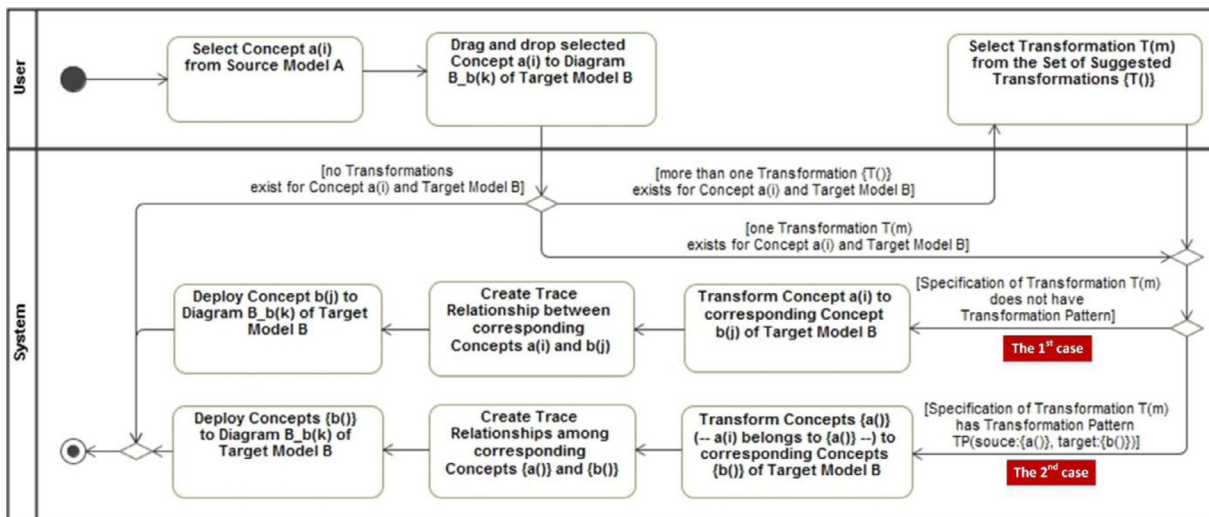 User
Select Concept a(i)
from Source Model A
Drag and drop selected
Concept a(i) to Diagram
B_b(k) of Target Model B
Select Transformation T(m)
from the Set of Suggested
Transformations {T()}
System
[no Transformations
exist for Concept a(i) and Target Model B]
[more than one Transformation {T()}
exists for Concept a(i) and Target Model B]
[one Transformation T(m)
exists for Concept a(i) and Target Model B]
Deploy Concept b(j) to
Diagram B_b(k) of Target
Model B
Create Trace
Relationship between
corresponding
Concepts a(i) and b(j)
Transform Concept a(i) to
corresponding Concept
b(j) of Target Model B
[Specification of Transformation T(m)
does not have
Transformation Pattern]
The 1st case
Deploy Concepts {b()}
to Diagram B_b(k) of
Target Model B
Create Trace
Relationships among
corresponding
Concepts {a()} and {b()}
Transform Concepts {a()}
(-- a(i) belongs to {a()} --) to
corresponding Concepts
{b()} of Target Model B
[Specification of Transformation T(m)
has Transformation Pattern
TP(souce:{a()}, target:{b()})]
The 2nd case